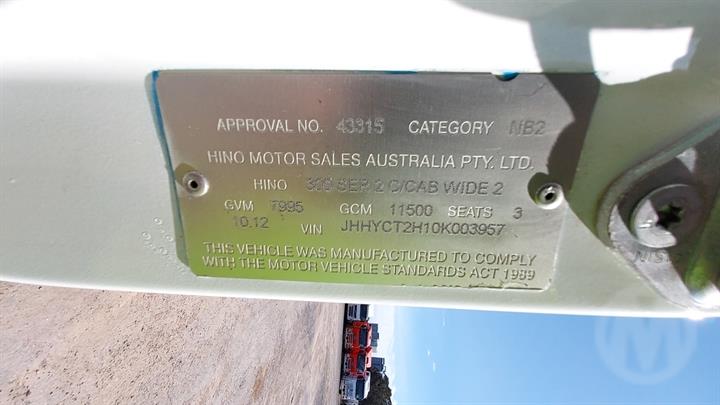 APPROVAL NO. 43315 CATEGORY NB2
HINO MOTOR SALES AUSTRALIA PTY. LTD.
HINO 300 SER 2 C/CAB WIDE 2
GVM 7995 GCM 11500 SEATS 3
10.12 VIN JHHYCT2H10K003957
THIS VEHICLE WAS MANUFACTURED TO COMPLY
WITH THE MOTOR VEHICLE STANDARDS ACT 1989
M